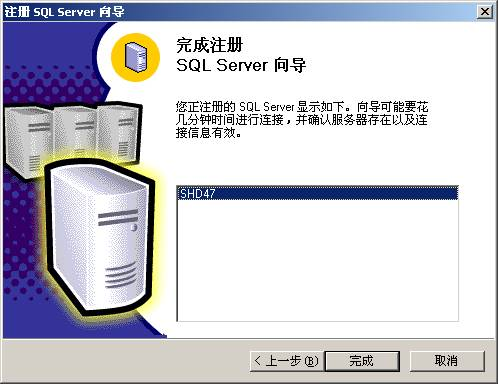 注册 SQL Server 向导
完成注册
SQL Server 向导
您正注册的 SQL Server 显示如下。向导可能要花
几分钟时间进行连接，并确认服务器存在以及连
接信息有效。
SHD47
< 上一步(B)
完成
取消